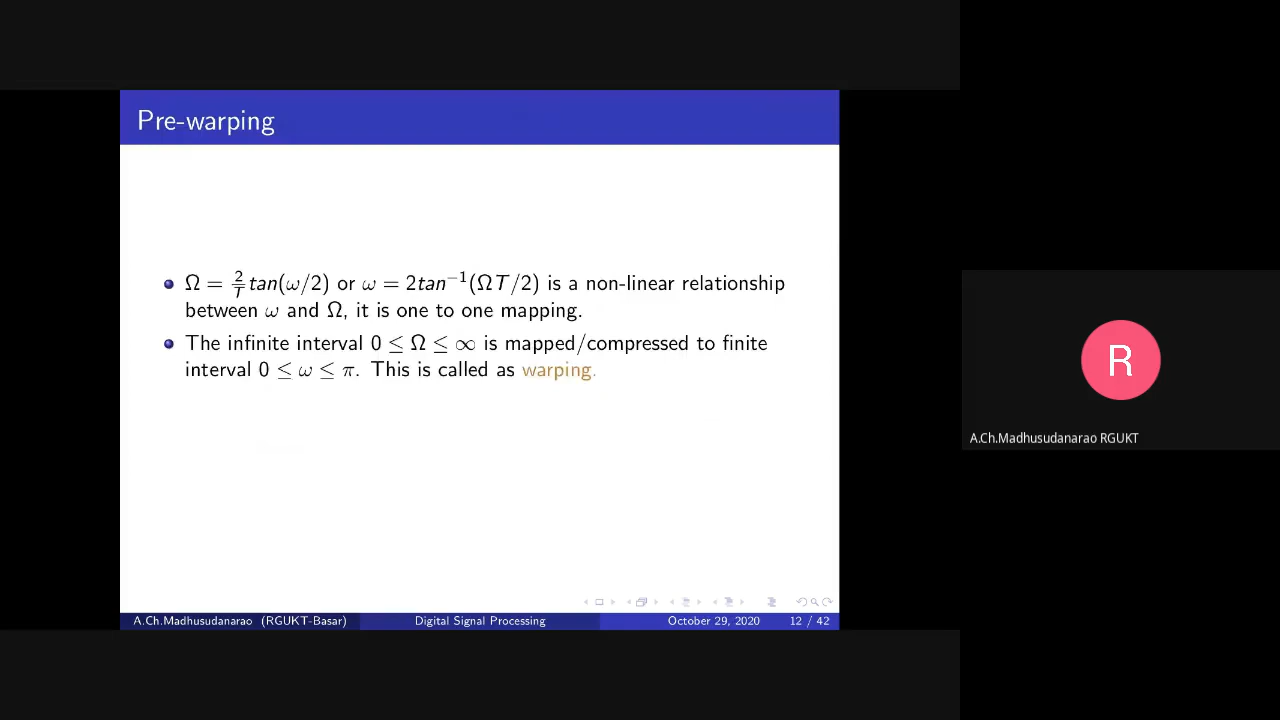 Pre-warping
Ω = 2/T tan(ω/2) or ω = 2tan⁻¹(ΩT/2) is a non-linear relationship
between ω and Ω, it is one to one mapping.
The infinite interval 0 ≤ Ω ≤ ∞ is mapped/compressed to finite
interval 0 ≤ ω ≤ π. This is called as warping.
R
A.Ch.Madhusudanarao RGUKT
A.Ch.Madhusudanarao (RGUKT-Basar) Digital Signal Processing October 29, 2020 12 / 42